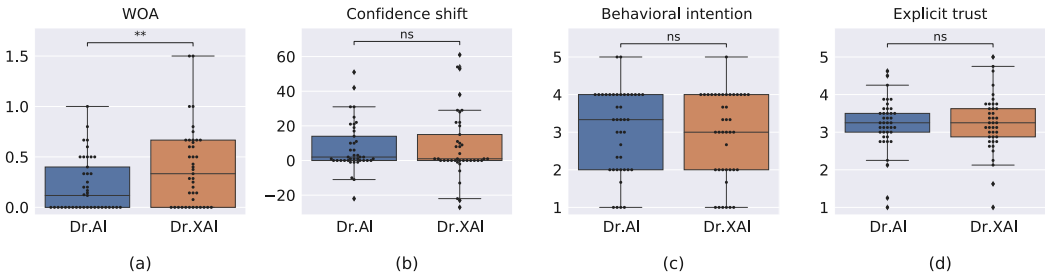 WOA
**
1.5
1.0
0.5
0.0
Dr.AI Dr.XAI
(a)
Confidence shift
ns
60
40
20
0
−20
Dr.AI Dr.XAI
(b)
Behavioral intention
ns
5
4
3
2
1
Dr.AI Dr.XAI
(c)
Explicit trust
ns
5
4
3
2
1
Dr.AI Dr.XAI
(d)